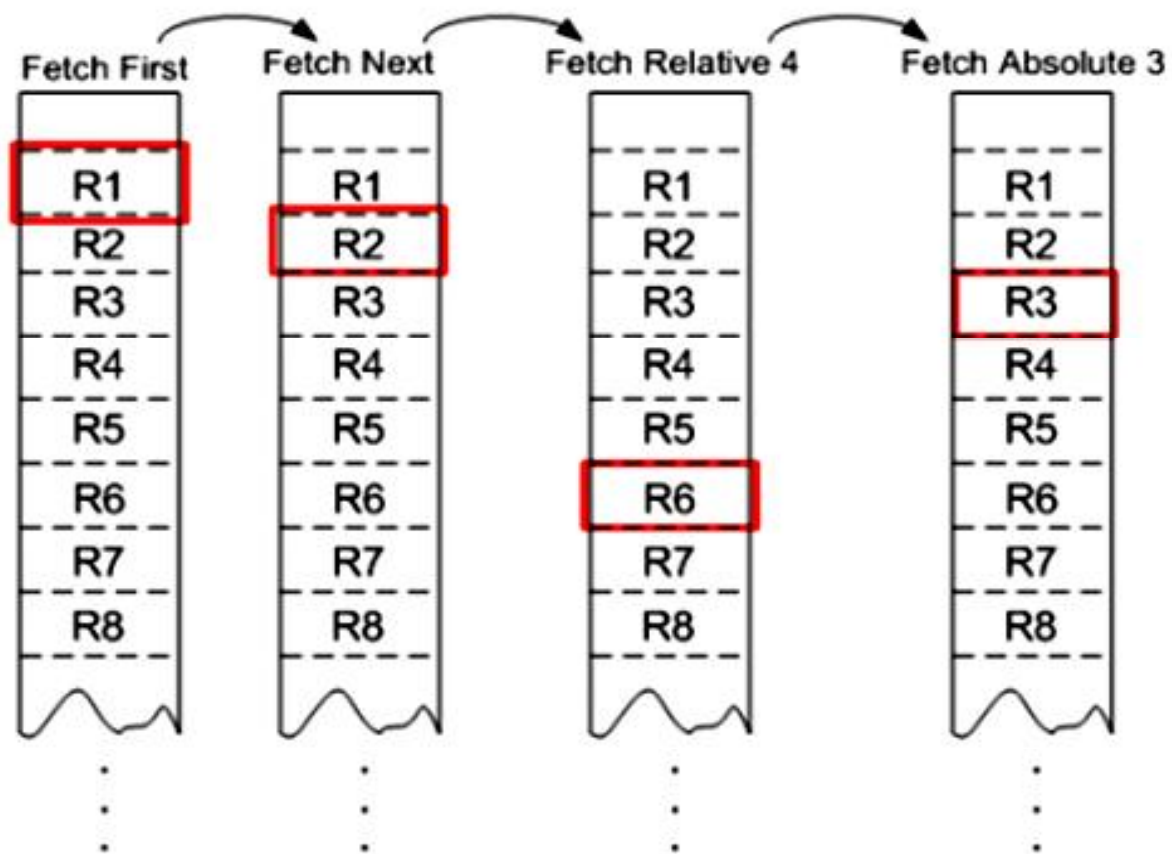 Fetch First Fetch Next Fetch Relative 4 Fetch Absolute 3
R1 R1 R1 R1
R2 R2 R2 R2
R3 R3 R3 R3
R4 R4 R4 R4
R5 R5 R5 R5
R6 R6 R6 R6
R7 R7 R7 R7
R8 R8 R8 R8